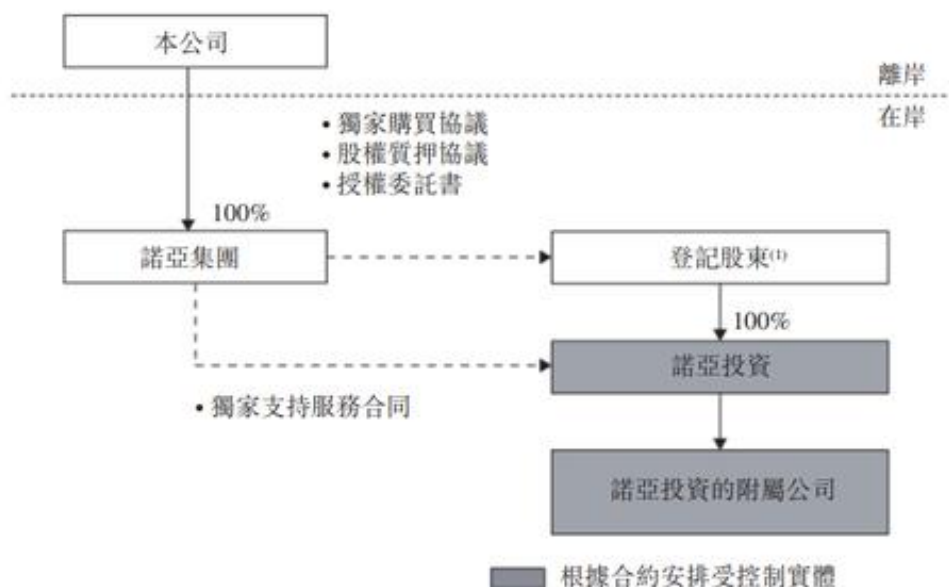 本公司
離岸
在岸
• 獨家購買協議
• 股權質押協議
• 授權委託書
100%
諾亞集團
登記股東⁽¹⁾
100%
諾亞投資
• 獨家支持服務合同
諾亞投資的附屬公司
根據合約安排受控制實體